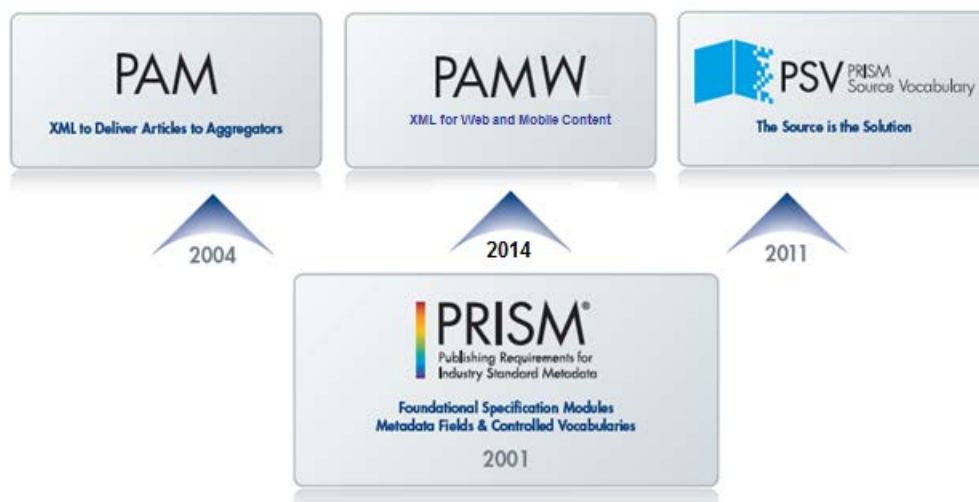 PAM
XML to Deliver Articles to Aggregators
PAMW
XML for Web and Mobile Content
PSV PRISM
Source Vocabulary
The Source is the Solution
2004
2014
2011
PRISM®
Publishing Requirements for
Industry Standard Metadata
Foundational Specification Modules
Metadata Fields & Controlled Vocabularies
2001